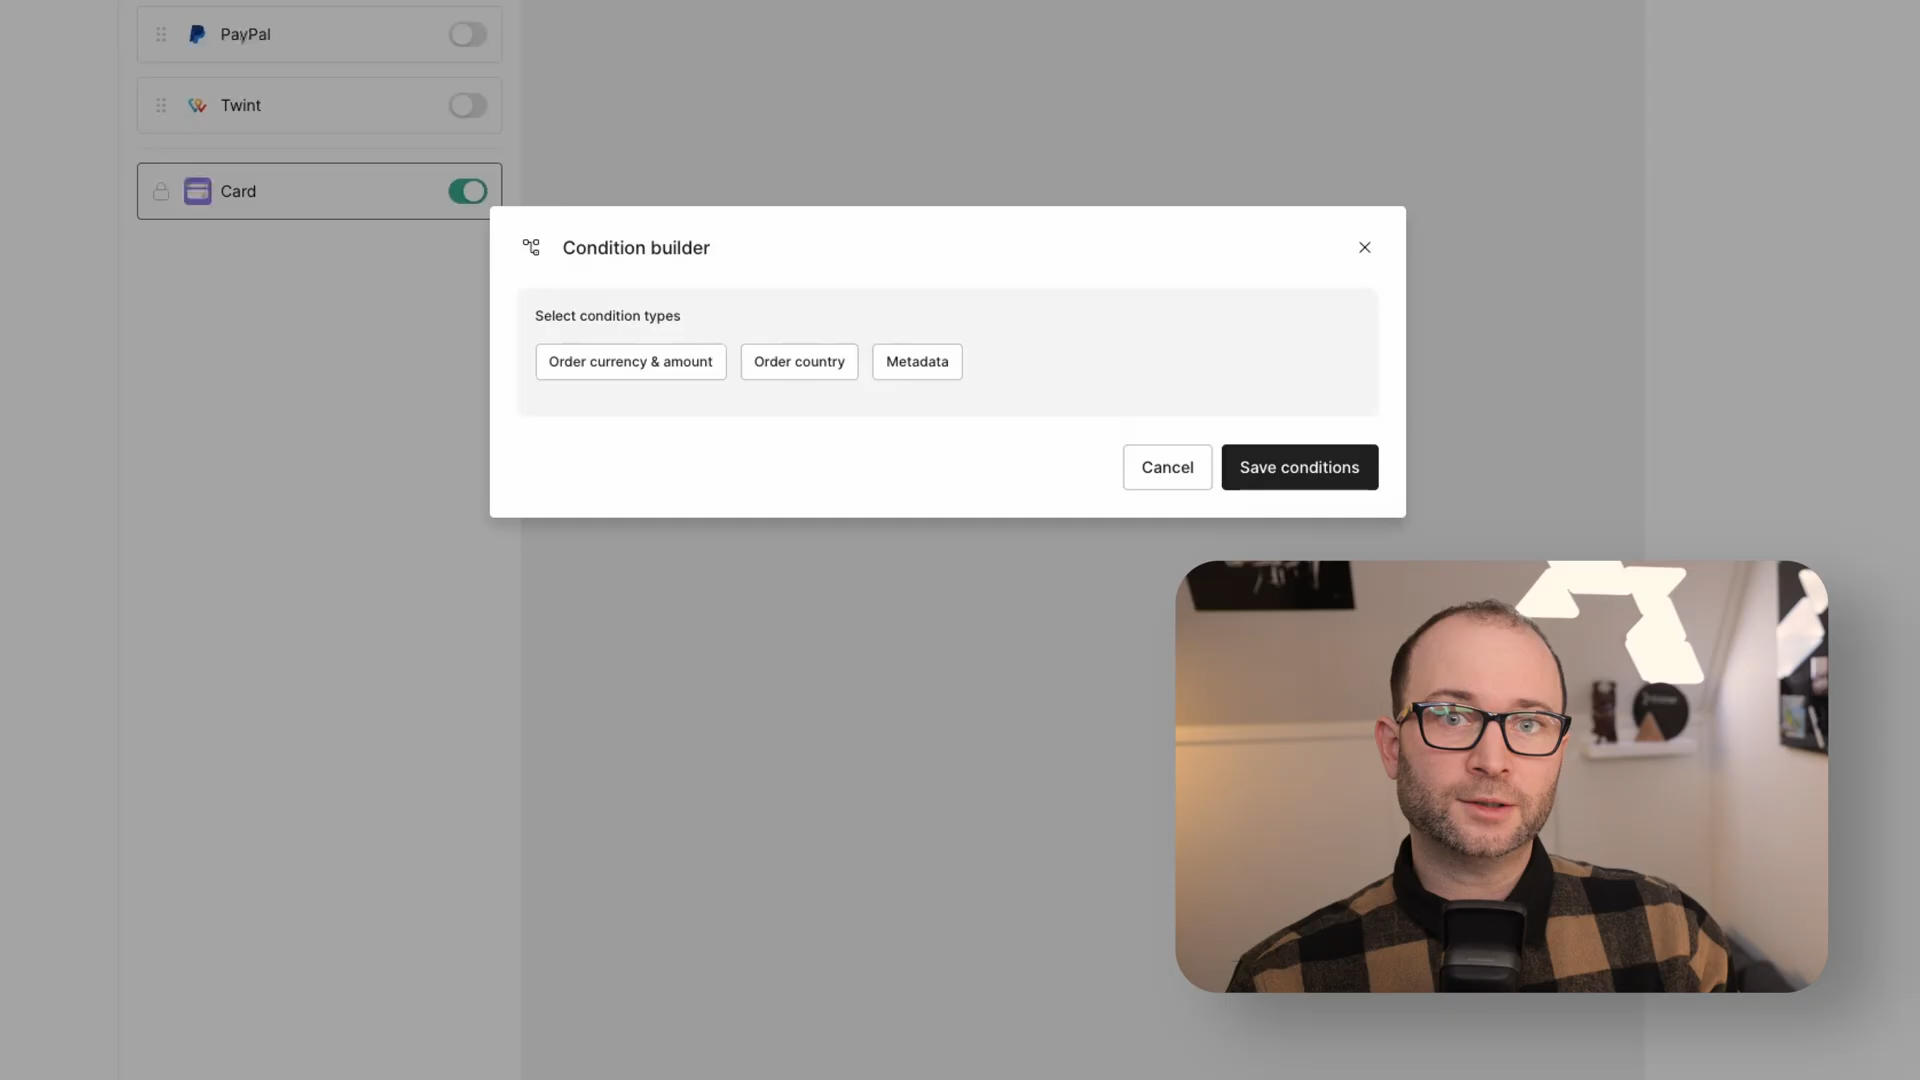 PayPal
Twint
Card
Condition builder
Select condition types
Order currency & amount
Order country
Metadata
Cancel
Save conditions